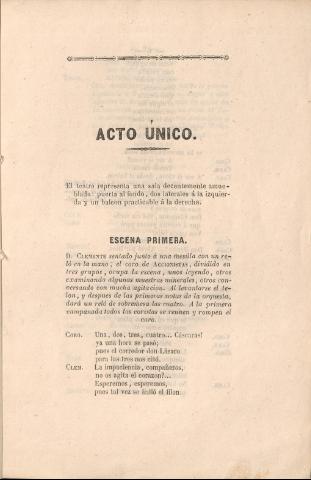 ACTO ÚNICO.
El teatro representa una sala decentemente amue-
blada: puerta al fondo, dos laterales á la izquier-
da y un balcon practicable á la derecha.
ESCENA PRIMERA.
D. CLEMENTE sentado junto á una mesilla con un re-
ló en la mano; el coro de ACCIONISTAS, dividido en
tres grupos, ocupa la escena, unos leyendo, otros
examinando algunas muestras minerales, otros con-
versando con mucha agitacion. Al levantarse el te-
lon, y despues de las primeras notas de la orquesta,
dará un reló de sobremesa las cuatro. A la primera
campanada todos los coristas se reunen y rompen el
coro.
CORO. Una, dos, tres, cuatro... Cáscaras!
ya una hora se pasó;
pues el corredor don Lázaro
para las tres nos citó.
CLEM. La impaciencia, compañeros,
no os agita el corazon?...
Esperemos, esperemos,
pues tal vez se halló el filon.